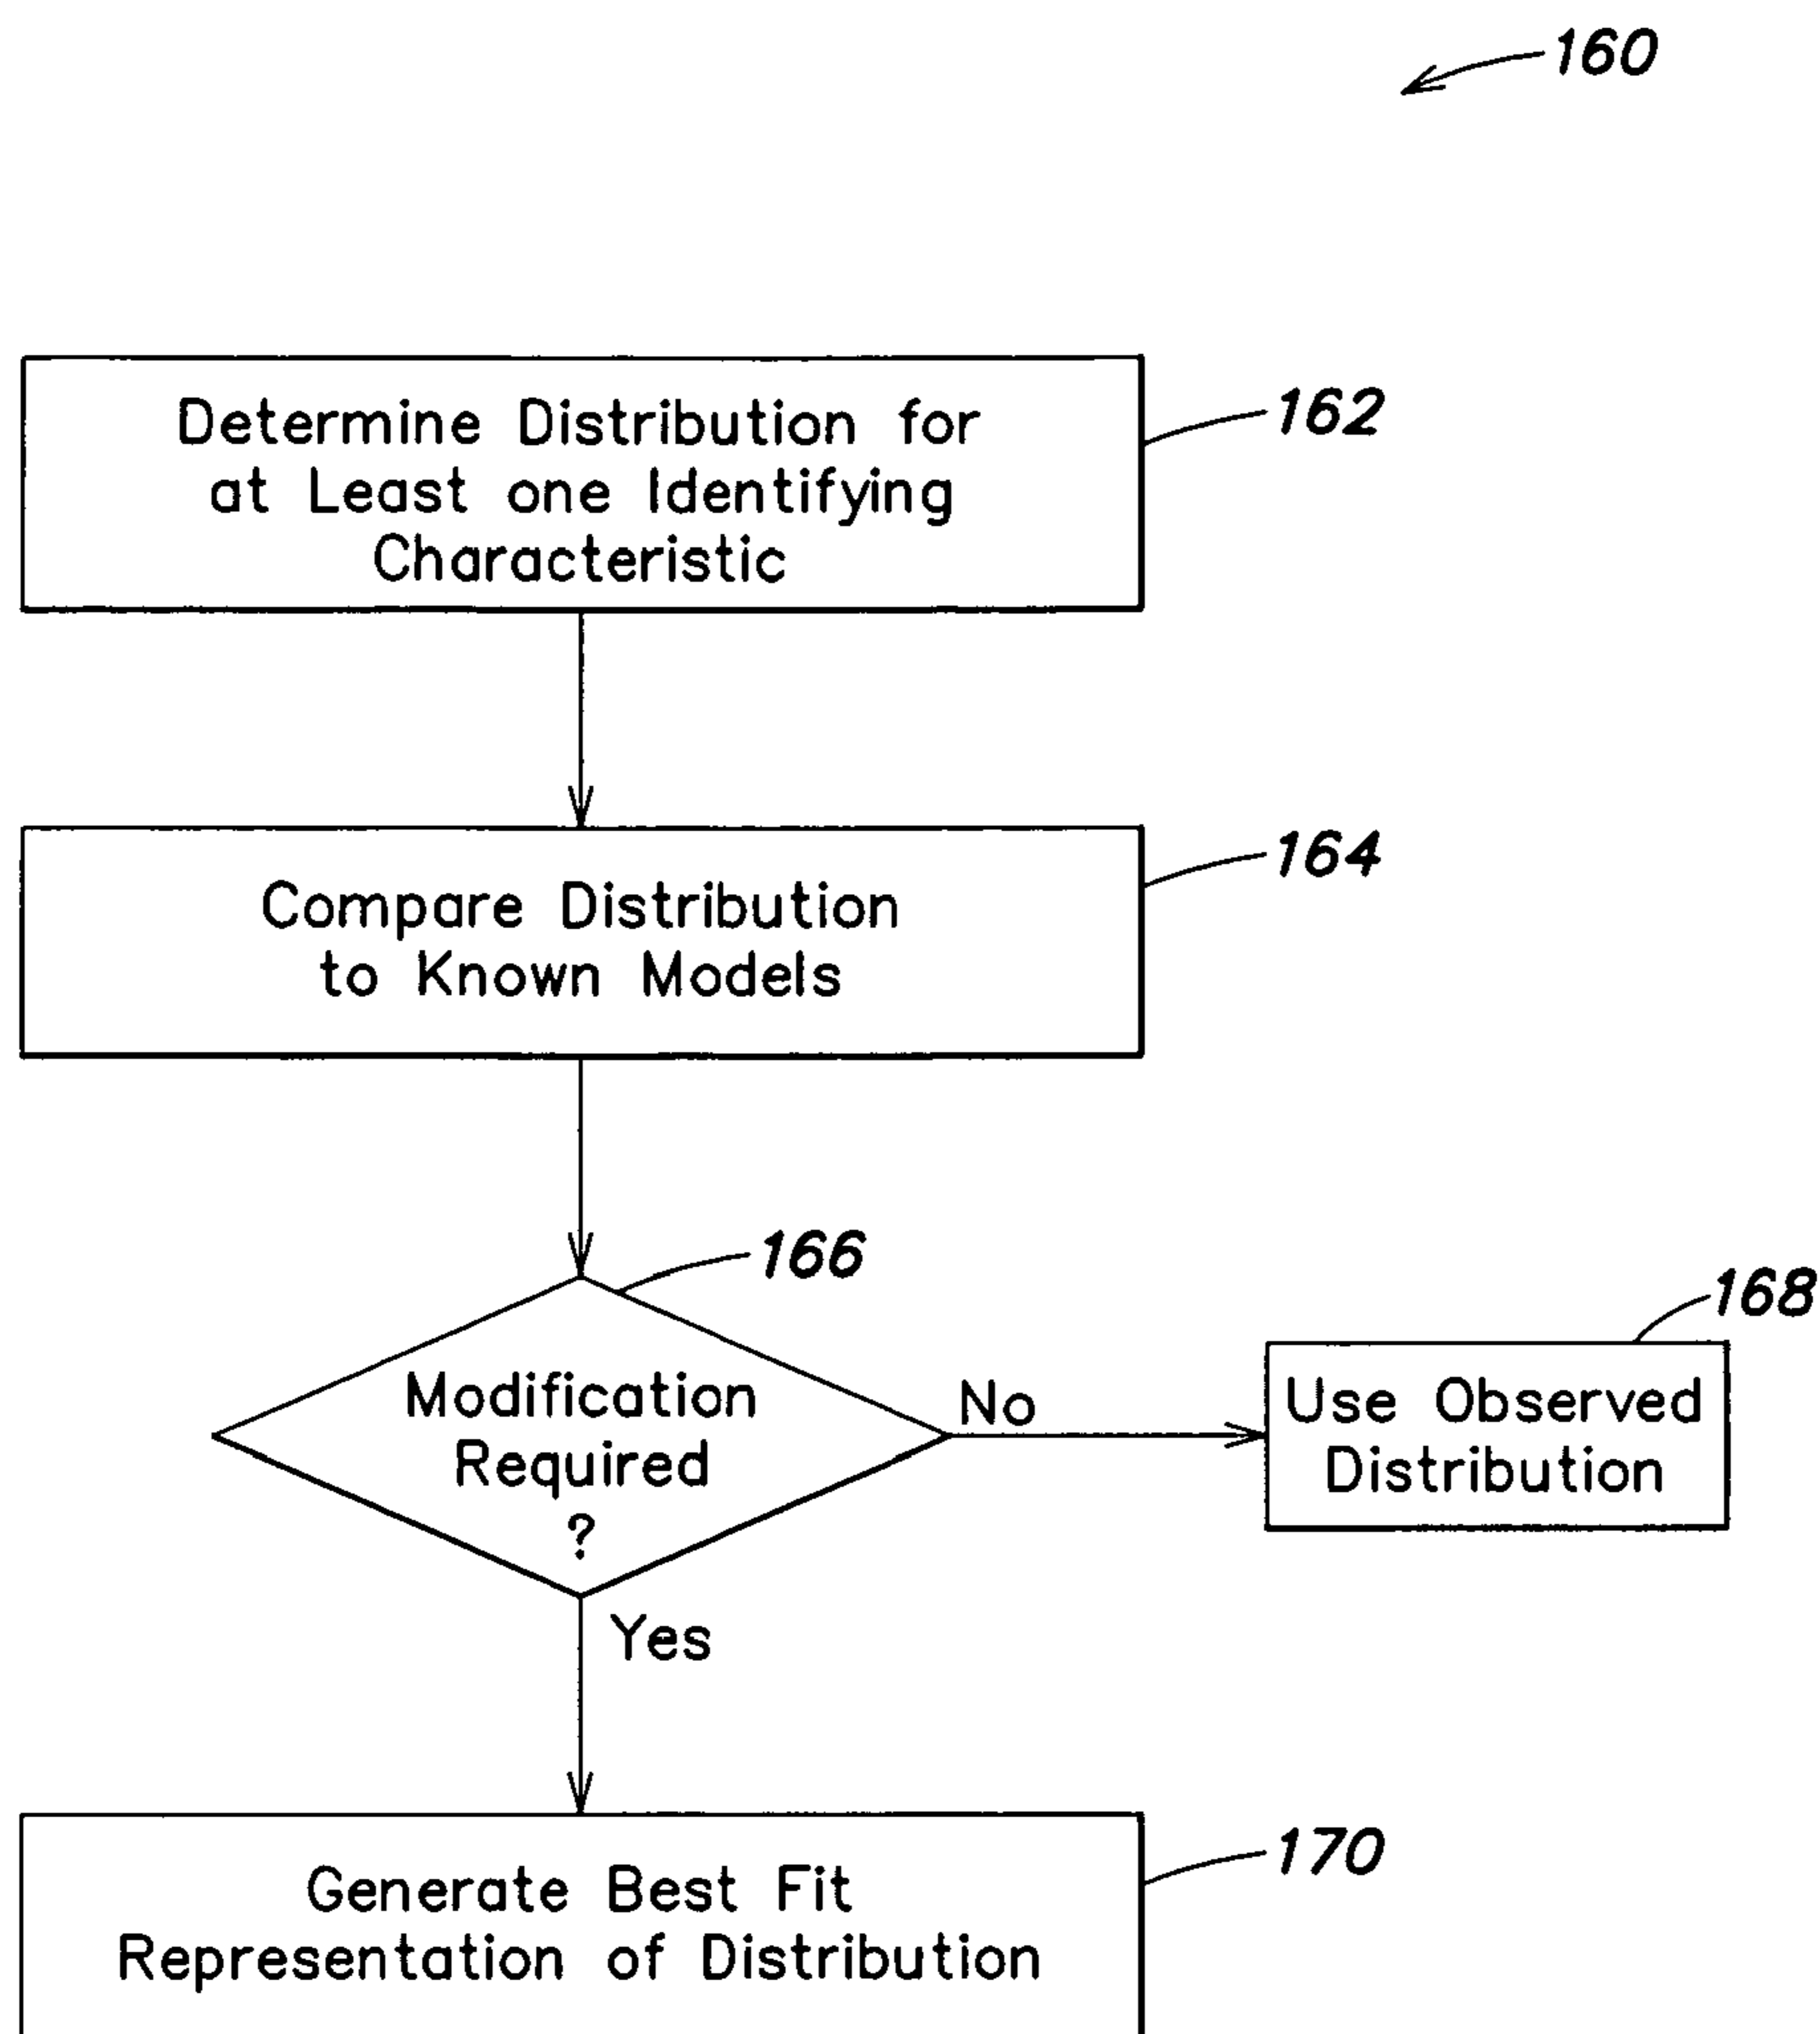 160
Determine Distribution for
at Least one Identifying
Characteristic
162
Compare Distribution
to Known Models
164
166
Modification
Required
?
No
168
Use Observed
Distribution
Yes
Generate Best Fit
Representation of Distribution
170